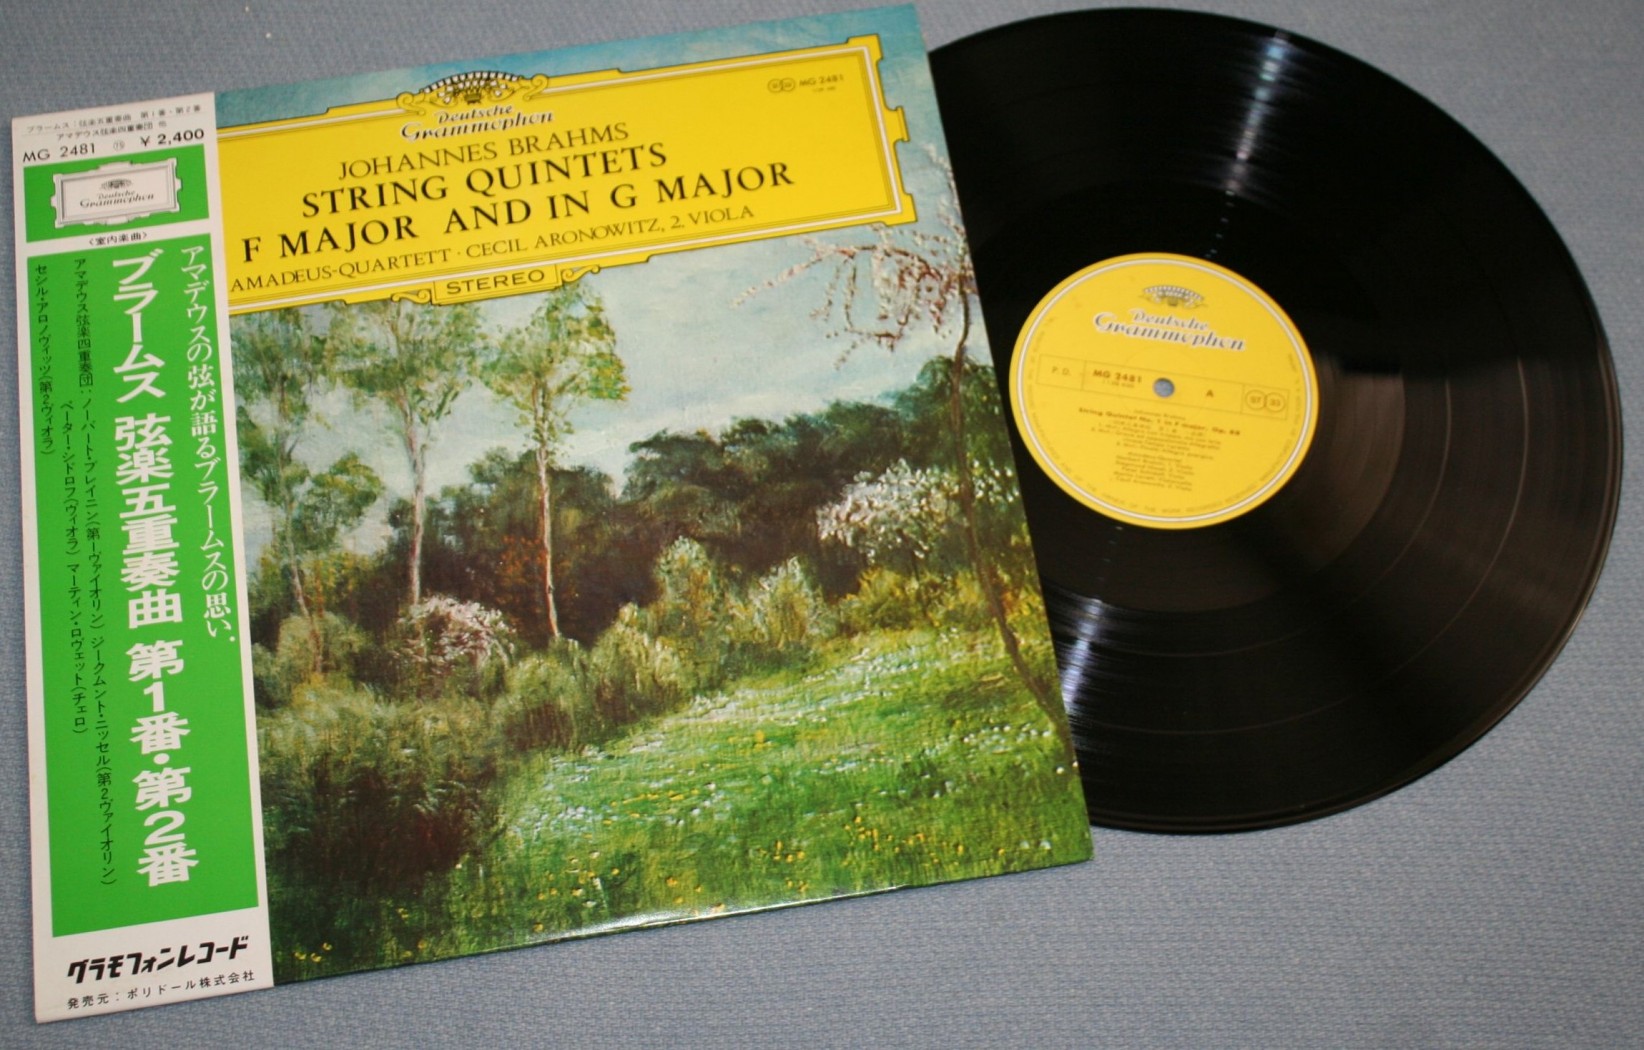 ブラームス:弦楽五重奏曲 第1番・第2番
アマデウス弦楽四重奏団 他
MG 2481 ⑮ ¥ 2,400
Deutsche
Grammophon
〈室内楽曲〉
アマデウスの弦が語るブラームスの思い.
ブラームス 弦楽五重奏曲 第1番・第2番
アマデウス弦楽四重奏団:ノーバート・ブレイニン(第一ヴァイオリン) ジークムント・ニッセル(第2ヴァイオリン)
ペーター・シドロフ(ヴィオラ) マーティン・ロヴェット(チェロ)
セシル・アロノヴィッツ(第2ヴィオラ)
グラモフォンレコード
発売元:ポリドール株式会社
MG 2481
Deutsche
Grammophon
JOHANNES BRAHMS
STRING QUINTETS
F MAJOR AND IN G MAJOR
AMADEUS-QUARTETT · CECIL ARONOWITZ, 2. VIOLA
STEREO
Deutsche
Grammophon
P.D. MG 2481 A 33
String Quintet No. 1 in F major, Op. 88